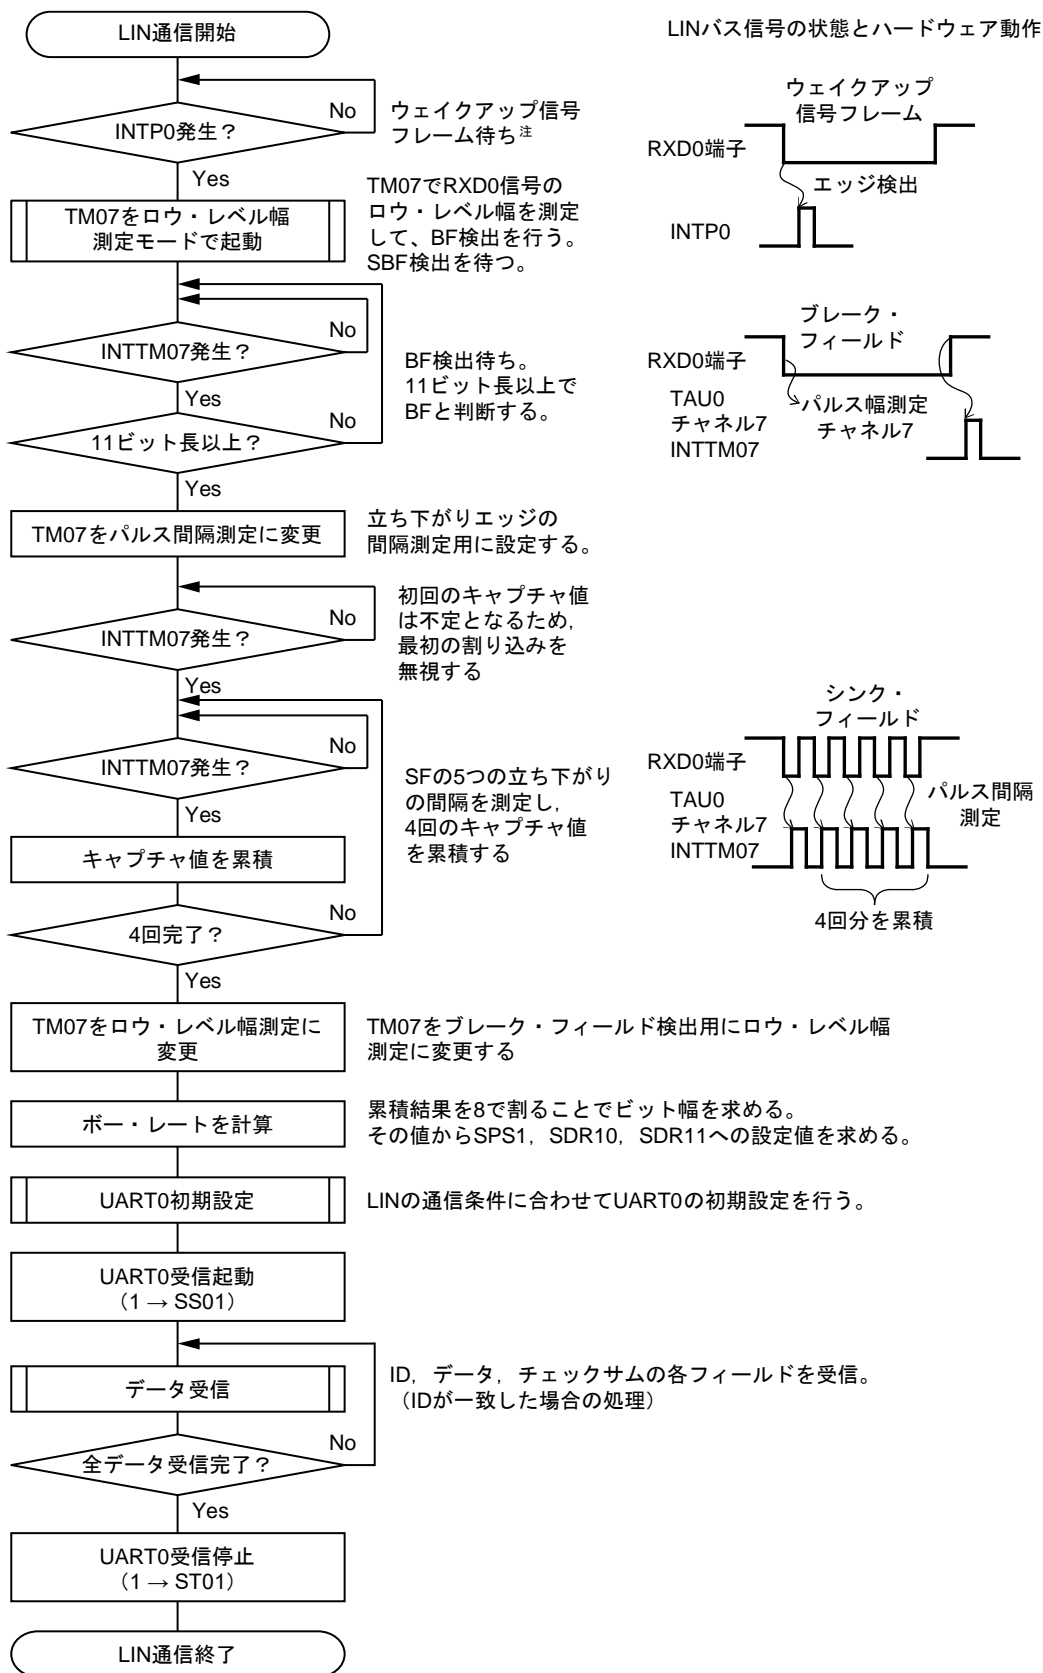 LIN通信開始
LINバス信号の状態とハードウェア動作
INTP0発生？
No
Yes
ウェイクアップ信号
フレーム待ち注
ウェイクアップ
信号フレーム
RXD0端子
エッジ検出
INTP0
TM07をロウ・レベル幅
測定モードで起動
TM07でRXD0信号の
ロウ・レベル幅を測定
して、BF検出を行う。
SBF検出を待つ。
INTTM07発生？
No
Yes
11ビット長以上？
No
Yes
BF検出待ち。
11ビット長以上で
BFと判断する。
ブレーク・
フィールド
RXD0端子
TAU0
チャネル7
INTTM07
パルス幅測定
チャネル7
TM07をパルス間隔測定に変更
立ち下がりエッジの
間隔測定用に設定する。
INTTM07発生？
No
Yes
初回のキャプチャ値
は不定となるため，
最初の割り込みを
無視する
INTTM07発生？
No
Yes
キャプチャ値を累積
4回完了？
No
Yes
SFの5つの立ち下がり
の間隔を測定し，
4回のキャプチャ値
を累積する
シンク・
フィールド
RXD0端子
TAU0
チャネル7
INTTM07
パルス間隔
測定
4回分を累積
TM07をロウ・レベル幅測定に
変更
TM07をブレーク・フィールド検出用にロウ・レベル幅
測定に変更する
ボー・レートを計算
累積結果を8で割ることでビット幅を求める。
その値からSPS1，SDR10，SDR11への設定値を求める。
UART0初期設定
LINの通信条件に合わせてUART0の初期設定を行う。
UART0受信起動
（1 → SS01）
データ受信
ID，データ，チェックサムの各フィールドを受信。
（IDが一致した場合の処理）
全データ受信完了？
No
Yes
UART0受信停止
（1 → ST01）
LIN通信終了